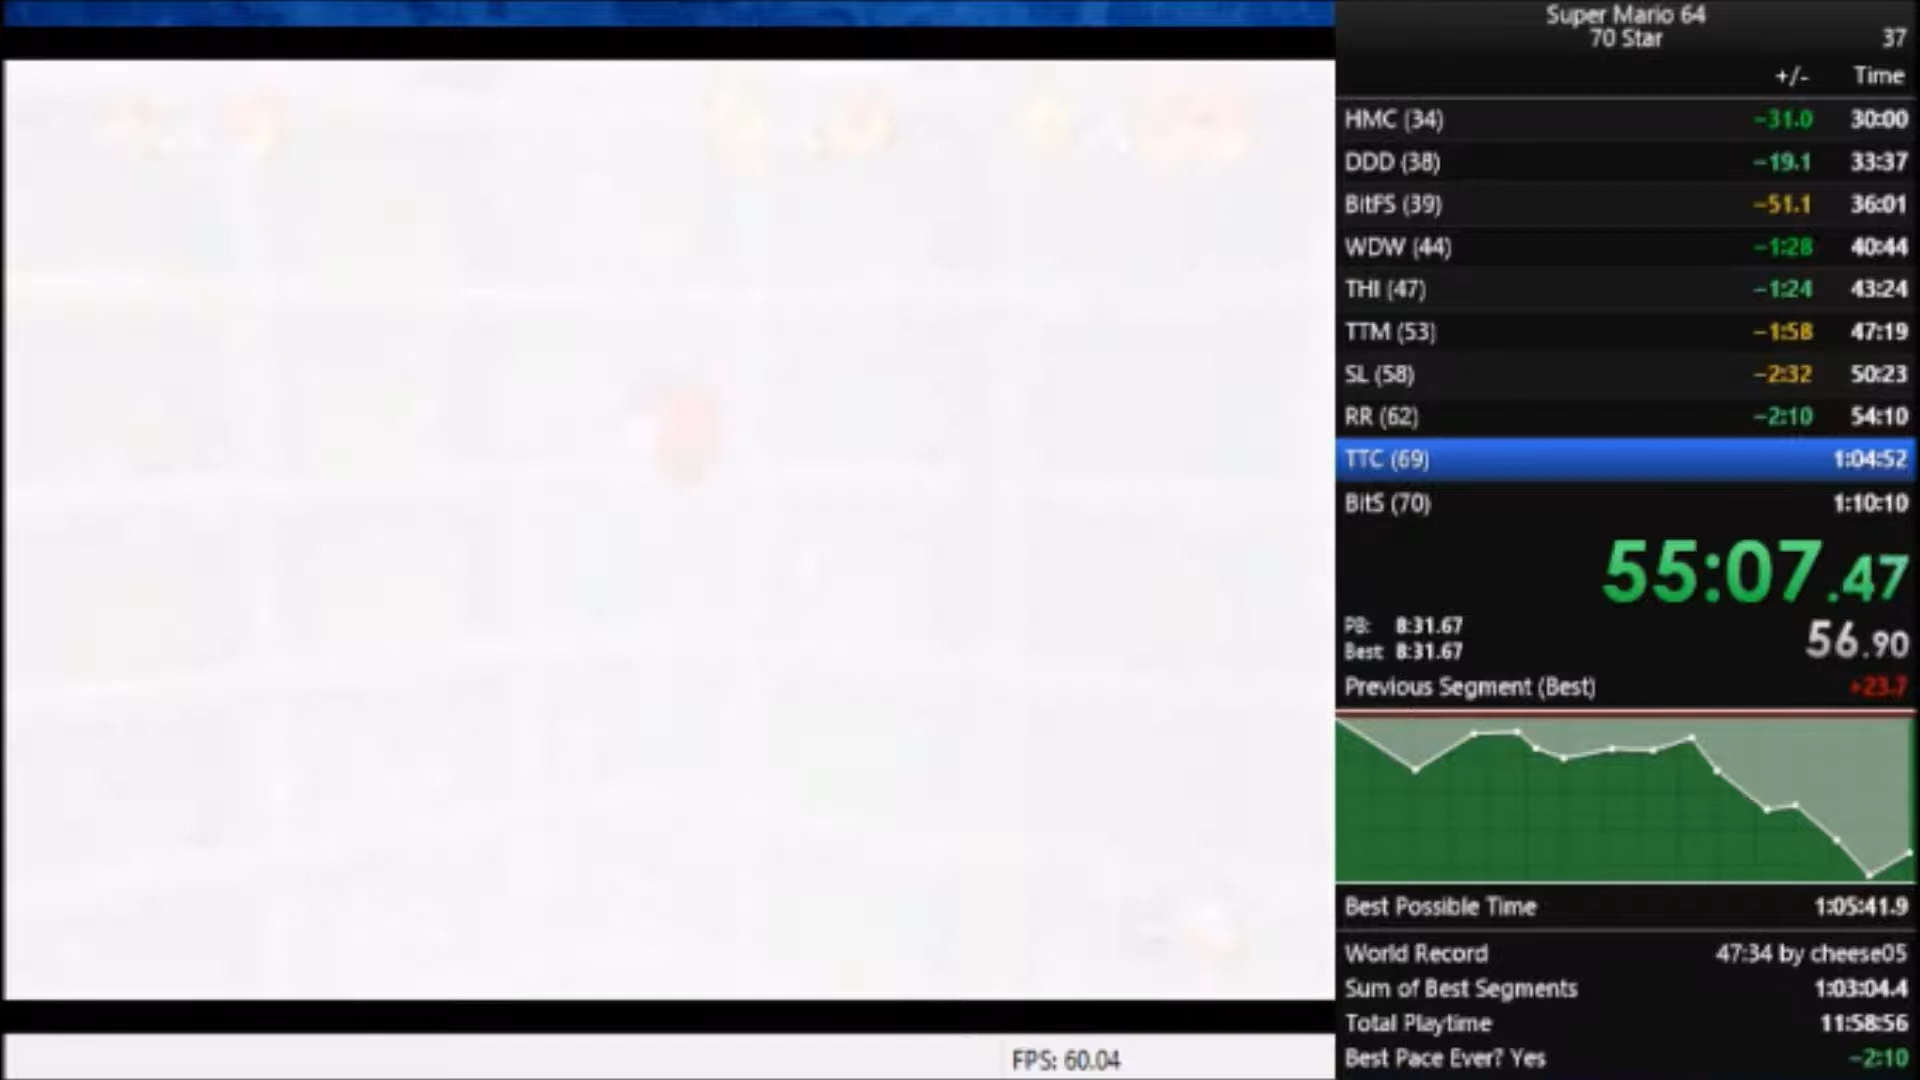 Super Mario 64
70 Star 37
+/- Time
HMC (34) -31.0 30:00
DDD (38) -19.1 33:37
BitFS (39) -51.1 36:01
WDW (44) -1:28 40:44
THI (47) -1:24 43:24
TTM (53) -1:58 47:19
SL (58) -2:32 50:23
RR (62) -2:10 54:10
TTC (69) 1:04:52
BitS (70) 1:10:10
55:07.47
PB: 8:31.67
56.90
Best: 8:31.67
Previous Segment (Best) +23.7
Best Possible Time 1:05:41.9
World Record 47:34 by cheese05
Sum of Best Segments 1:03:04.4
Total Playtime 11:58:56
Best Pace Ever? Yes -2:10
FPS: 60.04